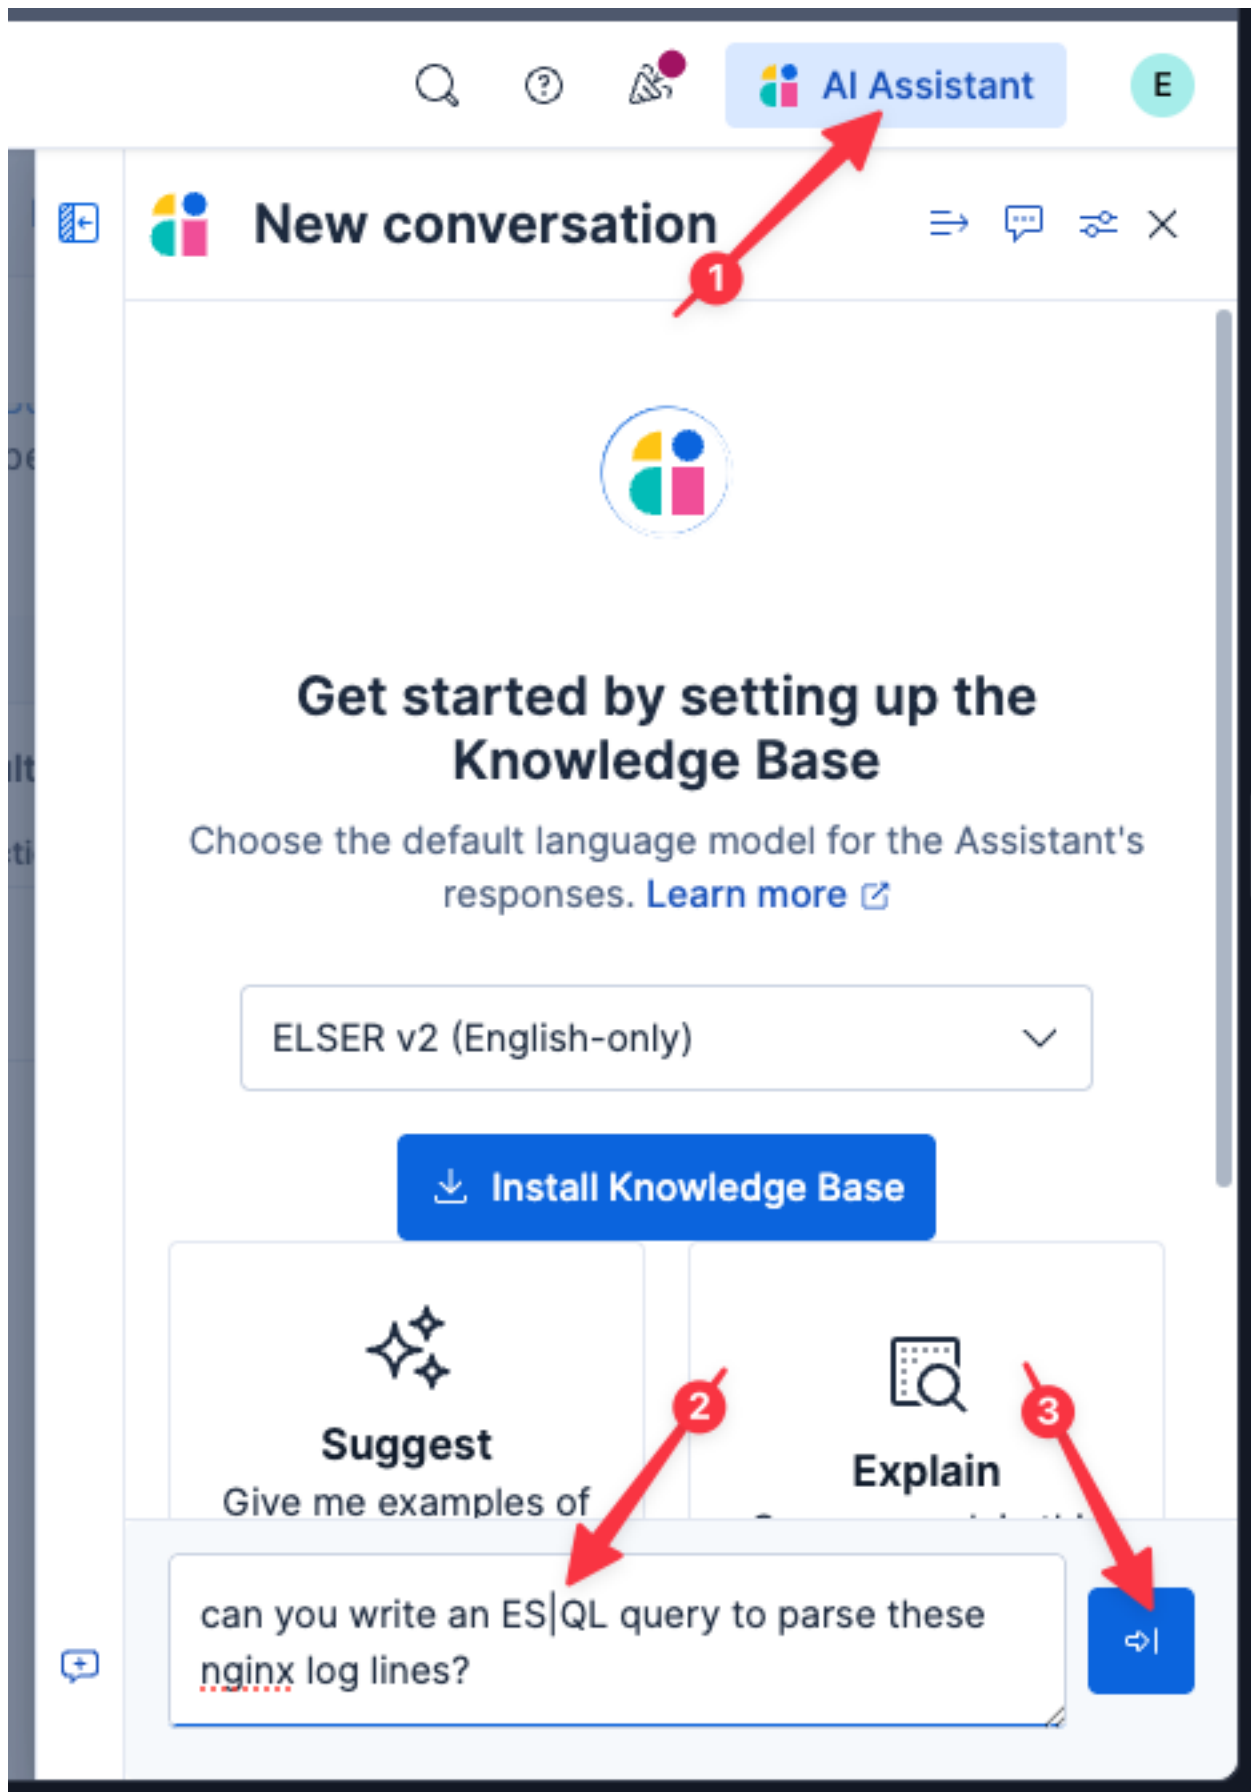 AI Assistant
E
New conversation
1
Get started by setting up the
Knowledge Base
Choose the default language model for the Assistant's
responses. Learn more
ELSER v2 (English-only)
Install Knowledge Base
2
3
Suggest
Explain
Give me examples of
can you write an ES|QL query to parse these
nginx log lines?